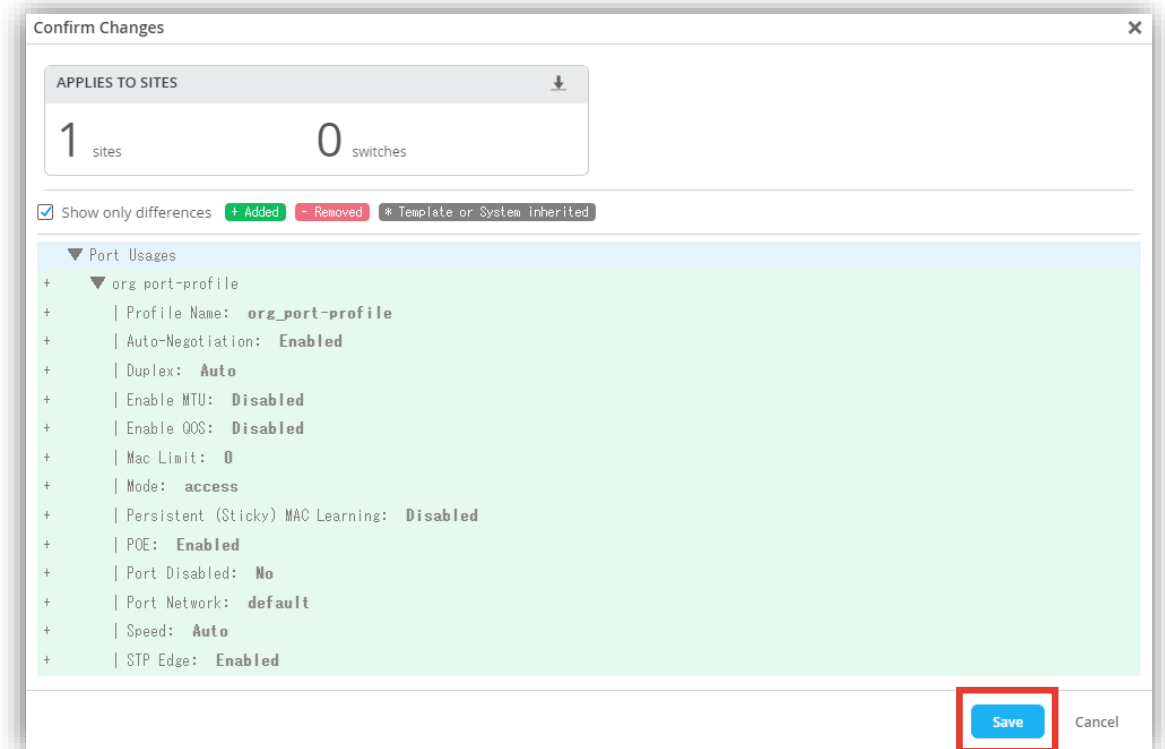 Confirm Changes
APPLIES TO SITES
1 sites 0 switches
Show only differences + Added - Removed * Template or System inherited
Port Usages
+ org port-profile
+ | Profile Name: org_port-profile
+ | Auto-Negotiation: Enabled
+ | Duplex: Auto
+ | Enable MTU: Disabled
+ | Enable QOS: Disabled
+ | Mac Limit: 0
+ | Mode: access
+ | Persistent (Sticky) MAC Learning: Disabled
+ | POE: Enabled
+ | Port Disabled: No
+ | Port Network: default
+ | Speed: Auto
+ | STP Edge: Enabled
Save Cancel